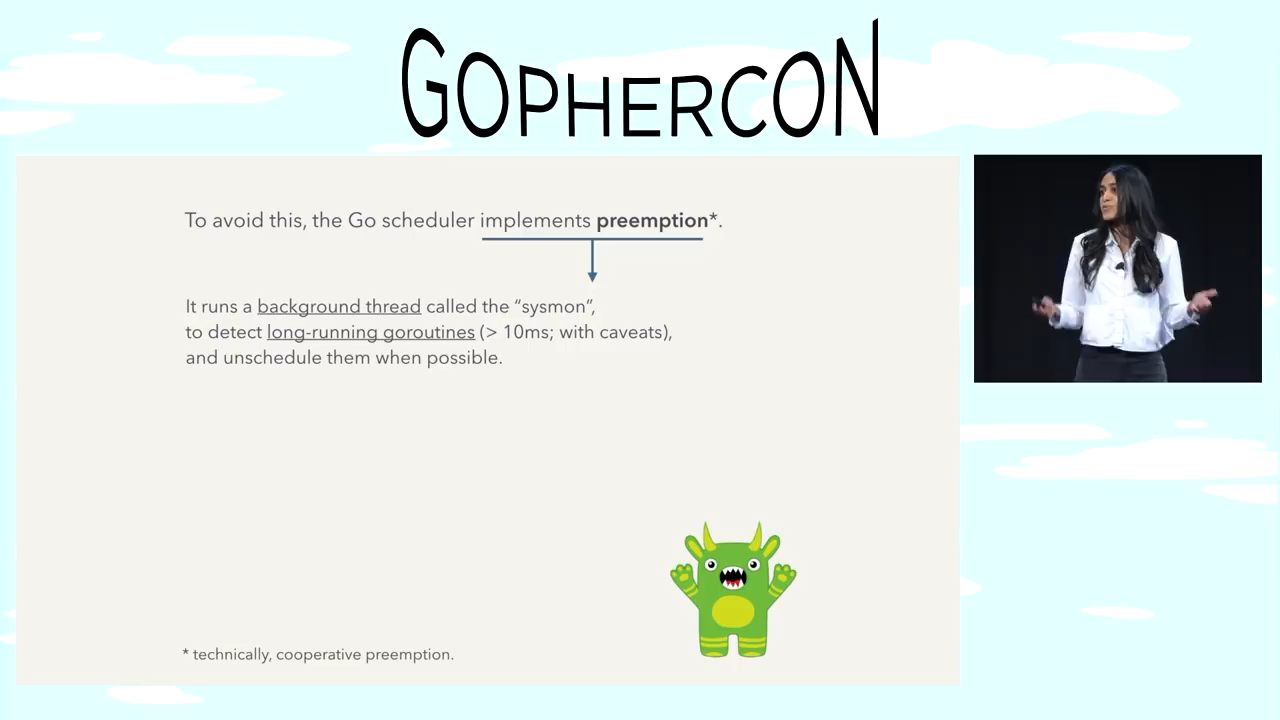 GOPHERCON
To avoid this, the Go scheduler implements preemption*.
It runs a background thread called the “sysmon”,
to detect long-running goroutines (> 10ms; with caveats),
and unschedule them when possible.
* technically, cooperative preemption.